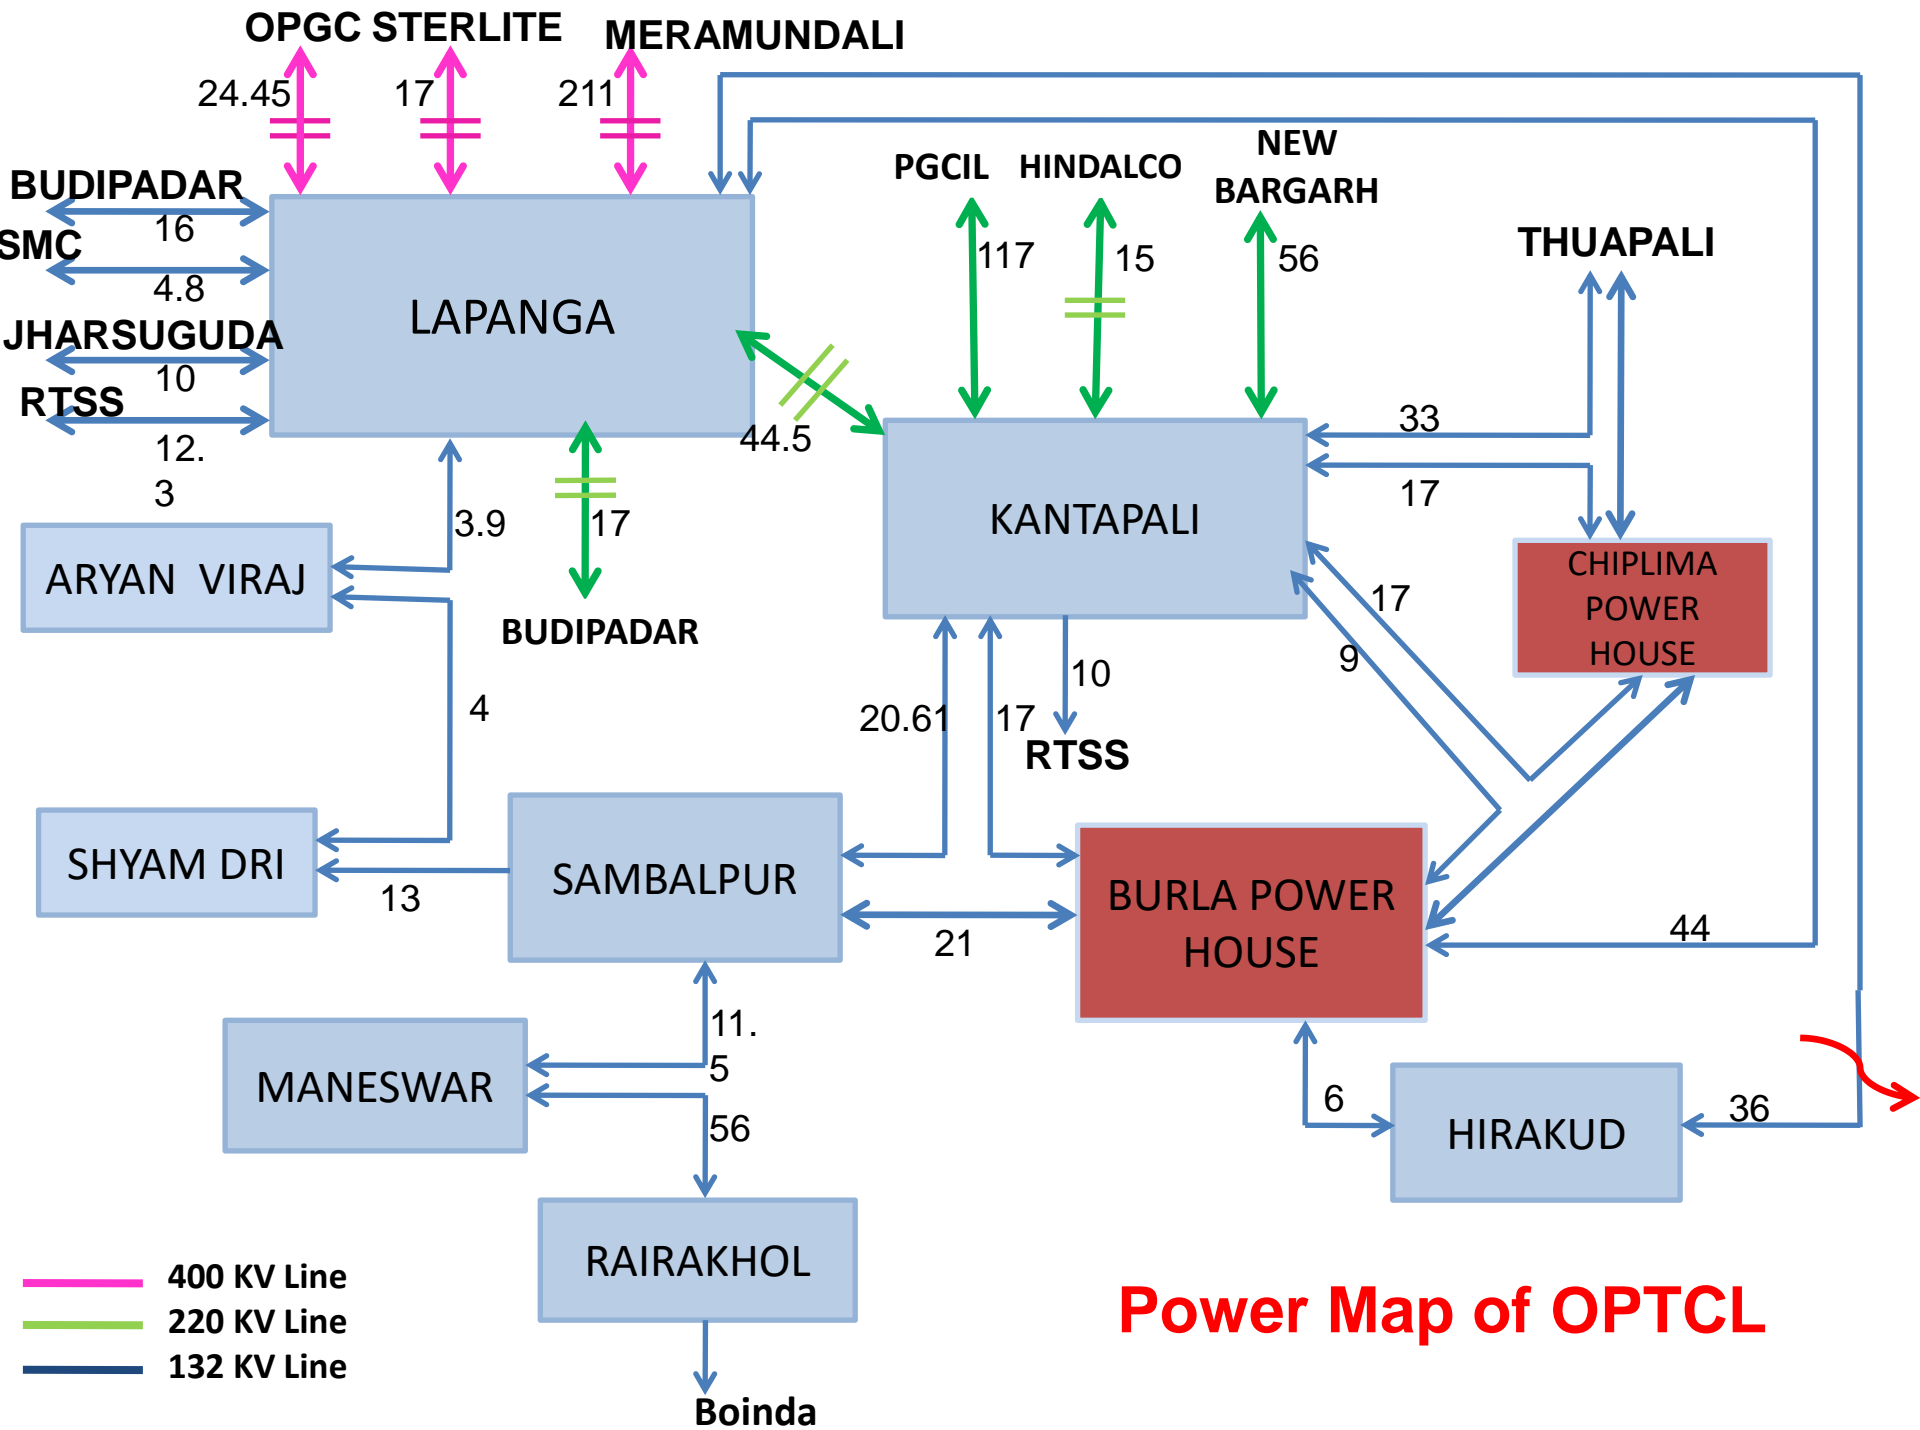 OPGC STERLITE
MERAMUNDALI
24.45
17
211
NEW
BARGARH
PGCIL
HINDALCO
BUDIPADAR
16
SMC
4.8
JHARSUGUDA
10
RTSS
12.
3
LAPANGA
117
15
56
THUAPALI
44.5
33
17
KANTAPALI
3.9
17
ARYAN  VIRAJ
BUDIPADAR
CHIPLIMA
POWER
HOUSE
17
9
4
20.61
17
10
RTSS
SHYAM DRI
13
SAMBALPUR
21
BURLA POWER
HOUSE
44
11.
5
MANESWAR
56
6
HIRAKUD
36
RAIRAKHOL
400 KV Line
220 KV Line
132 KV Line
Power Map of OPTCL
Boinda